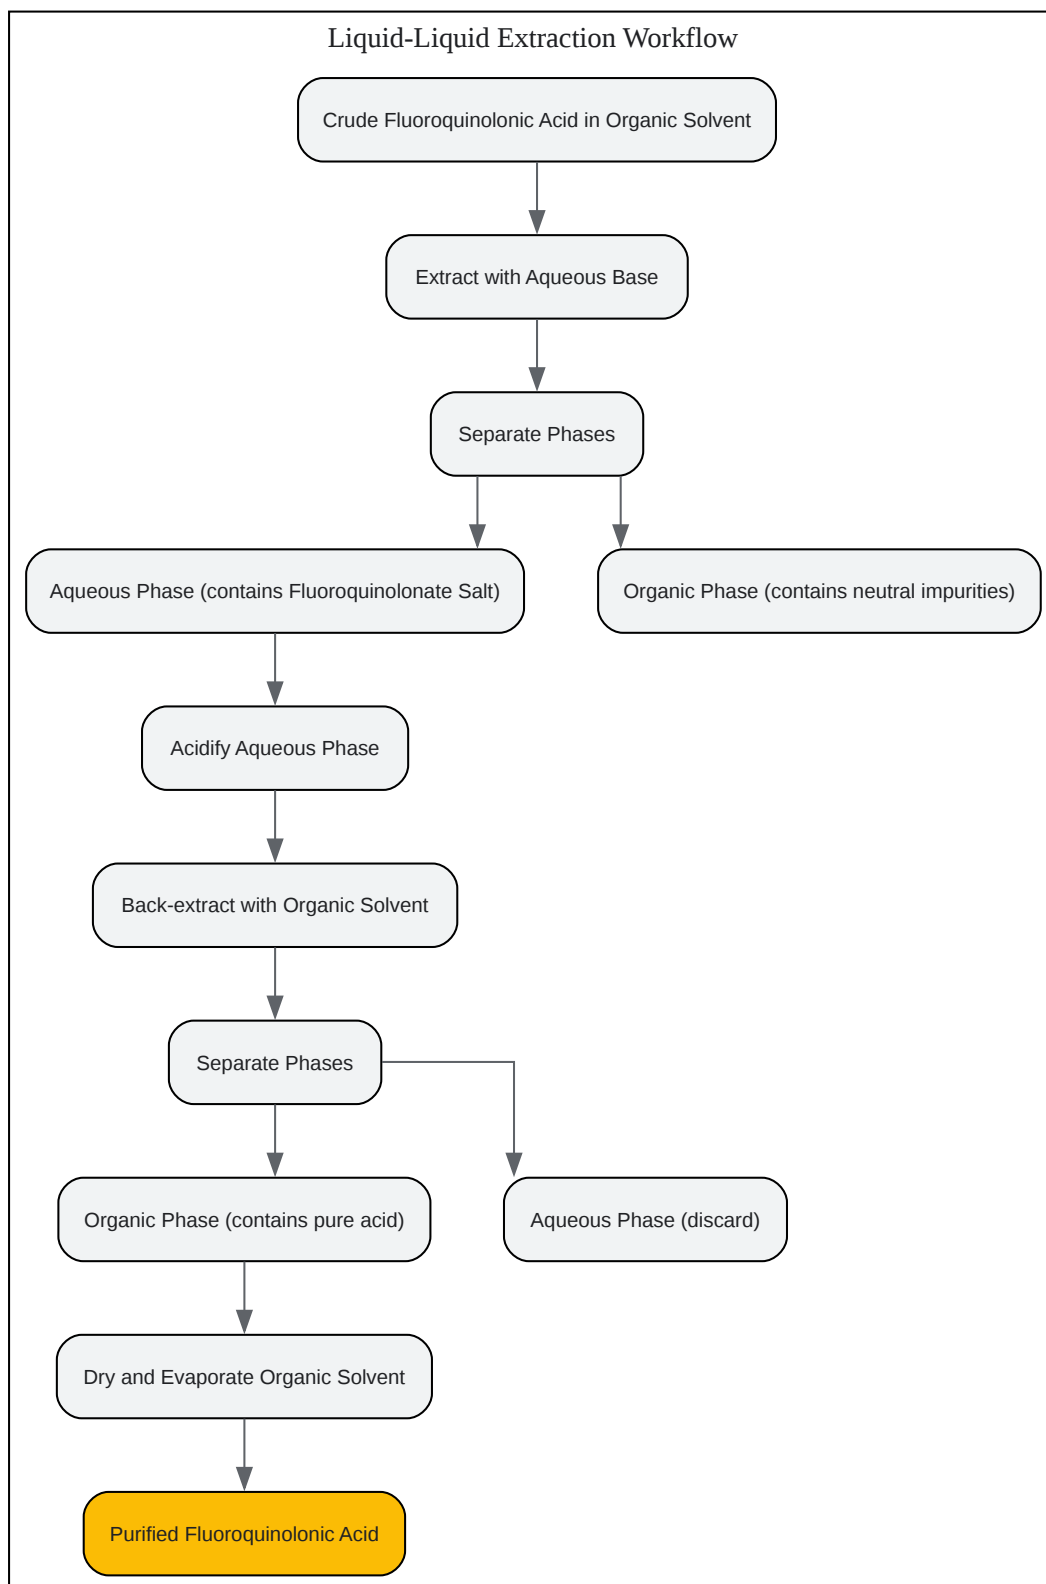 Liquid-Liquid Extraction Workflow
Crude Fluoroquinolonic Acid in Organic Solvent
Extract with Aqueous Base
Separate Phases
Aqueous Phase (contains Fluoroquinolonate Salt)
Organic Phase (contains neutral impurities)
Acidify Aqueous Phase
Back-extract with Organic Solvent
Separate Phases
Organic Phase (contains pure acid)
Aqueous Phase (discard)
Dry and Evaporate Organic Solvent
Purified Fluoroquinolonic Acid